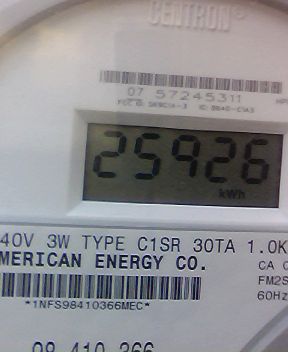 CENTRON®
07 57245311
25926
kWh
40V 3W TYPE C1SR 30TA 1.0K
MERICAN ENERGY CO.
CA
FM2S
60Hz
*1NFS98410366MEC*
98 410 366